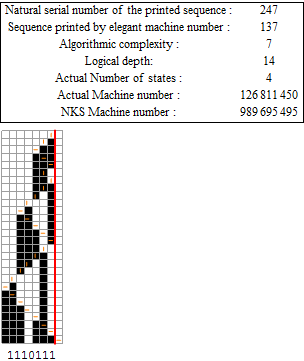 Natural serial number of the printed sequence : 247
Sequence printed by elegant machine number : 137
Algorithmic complexity : 7
Logical depth: 14
Actual Number of states : 4
Actual Machine number : 126 811 450
NKS Machine number : 989 695 495
1110111